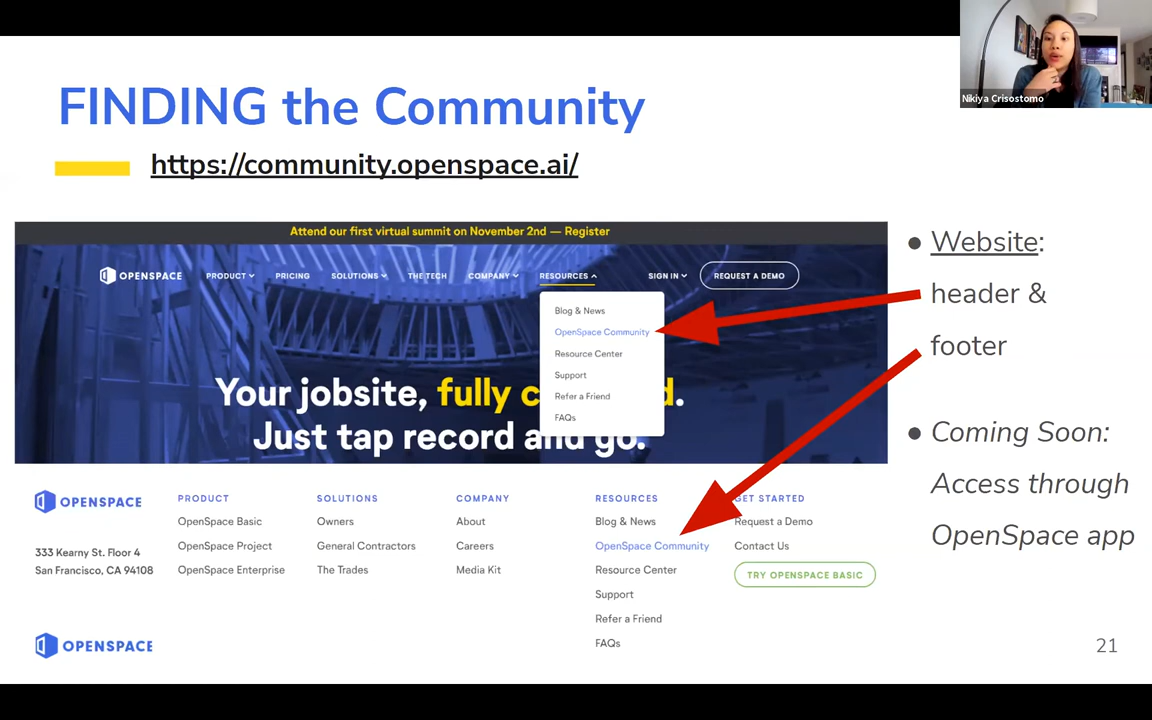 Nikiya Crisostomo
FINDING the Community
https://community.openspace.ai/
Attend our first virtual summit on November 2nd — Register
OPENSPACE PRODUCT PRICING SOLUTIONS THE TECH COMPANY RESOURCES SIGN IN REQUEST A DEMO
Blog & News
OpenSpace Community
Resource Center
Support
Refer a Friend
FAQs
Your jobsite, fully c d.
Just tap record and go.
● Website:
header &
footer
● Coming Soon:
Access through
OpenSpace app
OPENSPACE
333 Kearny St. Floor 4
San Francisco, CA 94108
PRODUCT
OpenSpace Basic
OpenSpace Project
OpenSpace Enterprise
SOLUTIONS
Owners
General Contractors
The Trades
COMPANY
About
Careers
Media Kit
RESOURCES
Blog & News
OpenSpace Community
Resource Center
Support
Refer a Friend
FAQs
GET STARTED
Request a Demo
Contact Us
TRY OPENSPACE BASIC
OPENSPACE
21